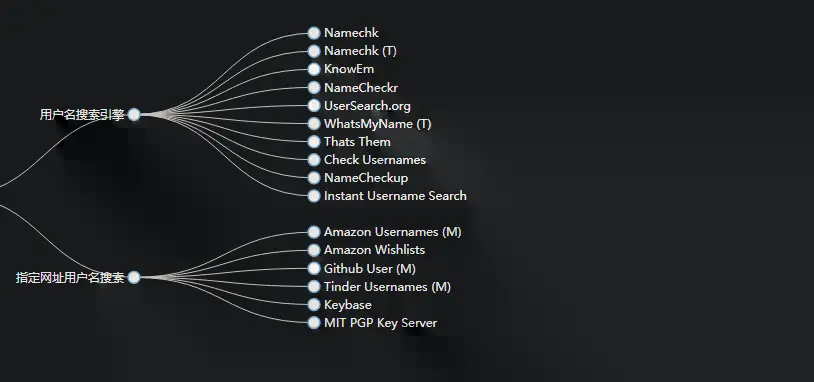 用户名搜索引擎
Namechk
Namechk (T)
KnowEm
NameCheckr
UserSearch.org
WhatsMyName (T)
Thats Them
Check Usernames
NameCheckup
Instant Username Search
指定网址用户名搜索
Amazon Usernames (M)
Amazon Wishlists
Github User (M)
Tinder Usernames (M)
Keybase
MIT PGP Key Server